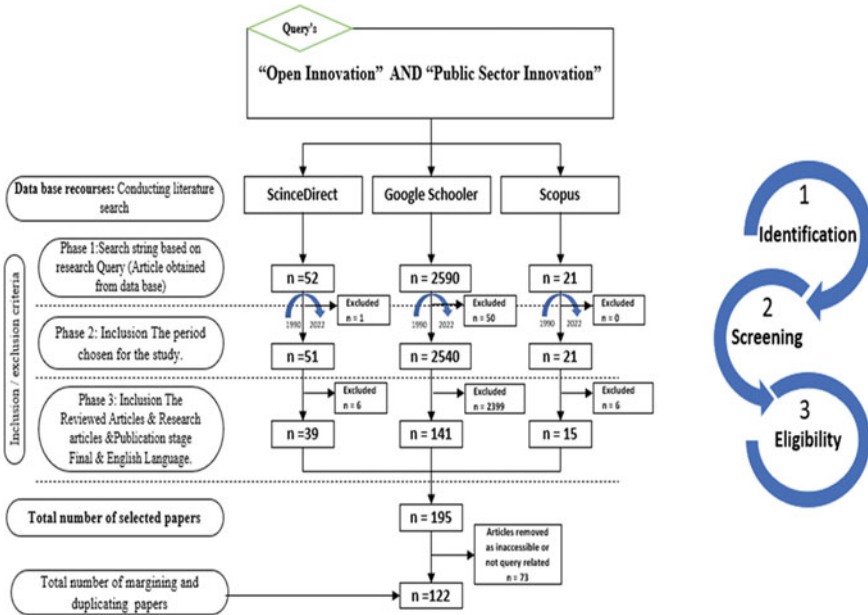 Query's
“Open Innovation” AND “Public Sector Innovation”
Data base recourses: Conducting literature
search
ScinceDirect
Google Schooler
Scopus
Inclusion / exclusion criteria
Phase 1:Search string based on
research Query (Article obtained
from data base)
n =52
n = 2590
n = 21
1990 2022
Excluded
n = 1
1990 2022
Excluded
n = 50
1990 2022
Excluded
n = 0
Phase 2: Inclusion The period
chosen for the study.
n =51
n = 2540
n = 21
Phase 3: Inclusion The
Reviewed Articles & Research
articles &Publication stage
Final & English Language.
Excluded
n = 6
Excluded
n = 2399
Excluded
n = 6
n =39
n = 141
n = 15
Total number of selected papers
n = 195
Articles removed
as inaccessible or
not query related
n = 73
Total number of margining and
duplicating papers
n =122
1
Identification
2
Screening
3
Eligibility